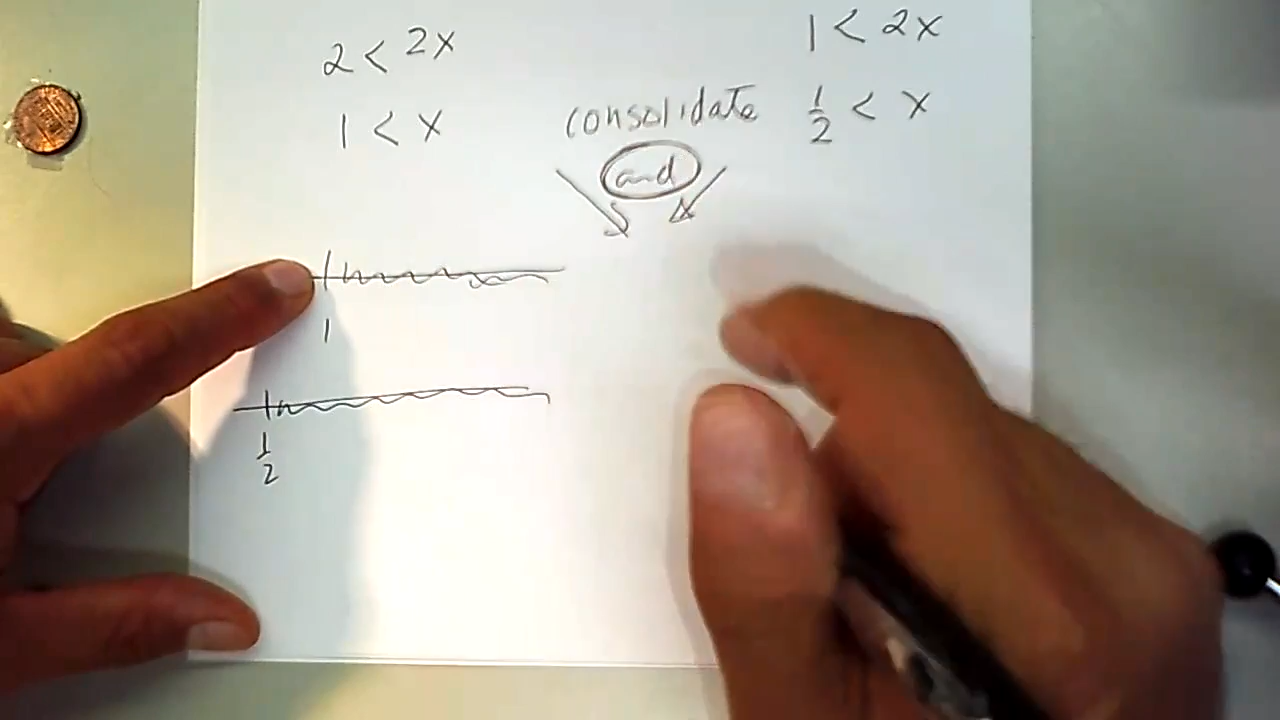 2 < 2x
1 < x
1 < 2x
1/2 < x
consolidate
and
1
1/2